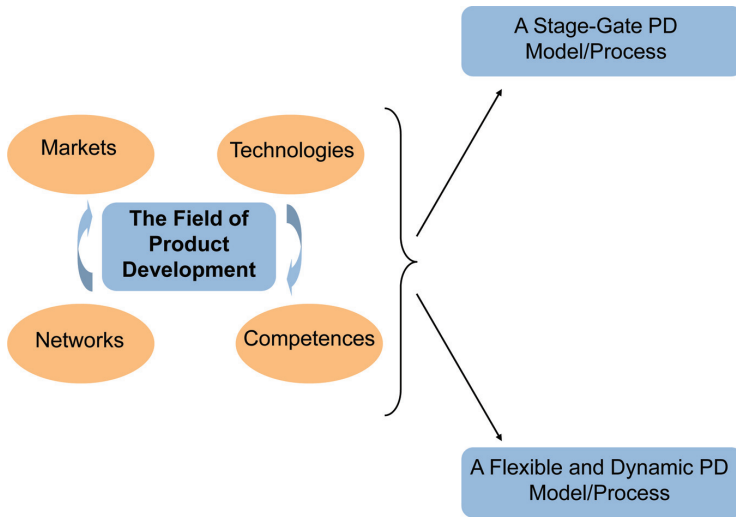 A Stage-Gate PD
Model/Process
Markets
Technologies
The Field of
Product
Development
Networks
Competences
A Flexible and Dynamic PD
Model/Process